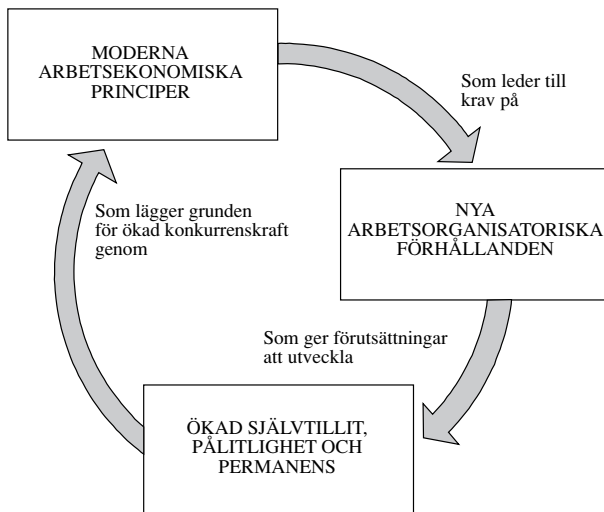 MODERNA
ARBETSEKONOMISKA
PRINCIPER
Som leder till
krav på
NYA
ARBETSORGANISATORISKA
FÖRHÅLLANDEN
Som ger förutsättningar
att utveckla
ÖKAD SJÄLVTILLIT,
PÅLITLIGHET OCH
PERMANENS
Som lägger grunden
för ökad konkurrenskraft
genom